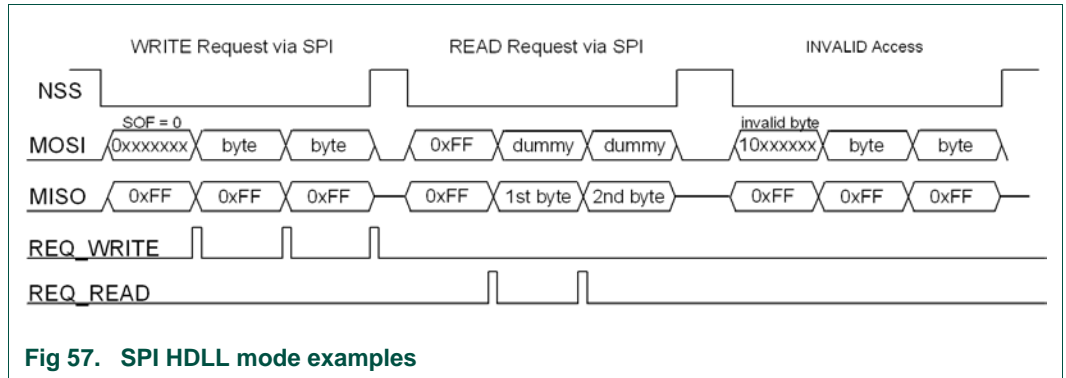 WRITE Request via SPI READ Request via SPI INVALID Access
NSS
SOF = 0 invalid byte
MOSI 0xxxxxxx byte byte 0xFF dummy dummy 10xxxxxx byte byte
MISO 0xFF 0xFF 0xFF 0xFF 1st byte 2nd byte 0xFF 0xFF 0xFF
REQ_WRITE
REQ_READ
Fig 57. SPI HDLL mode examples